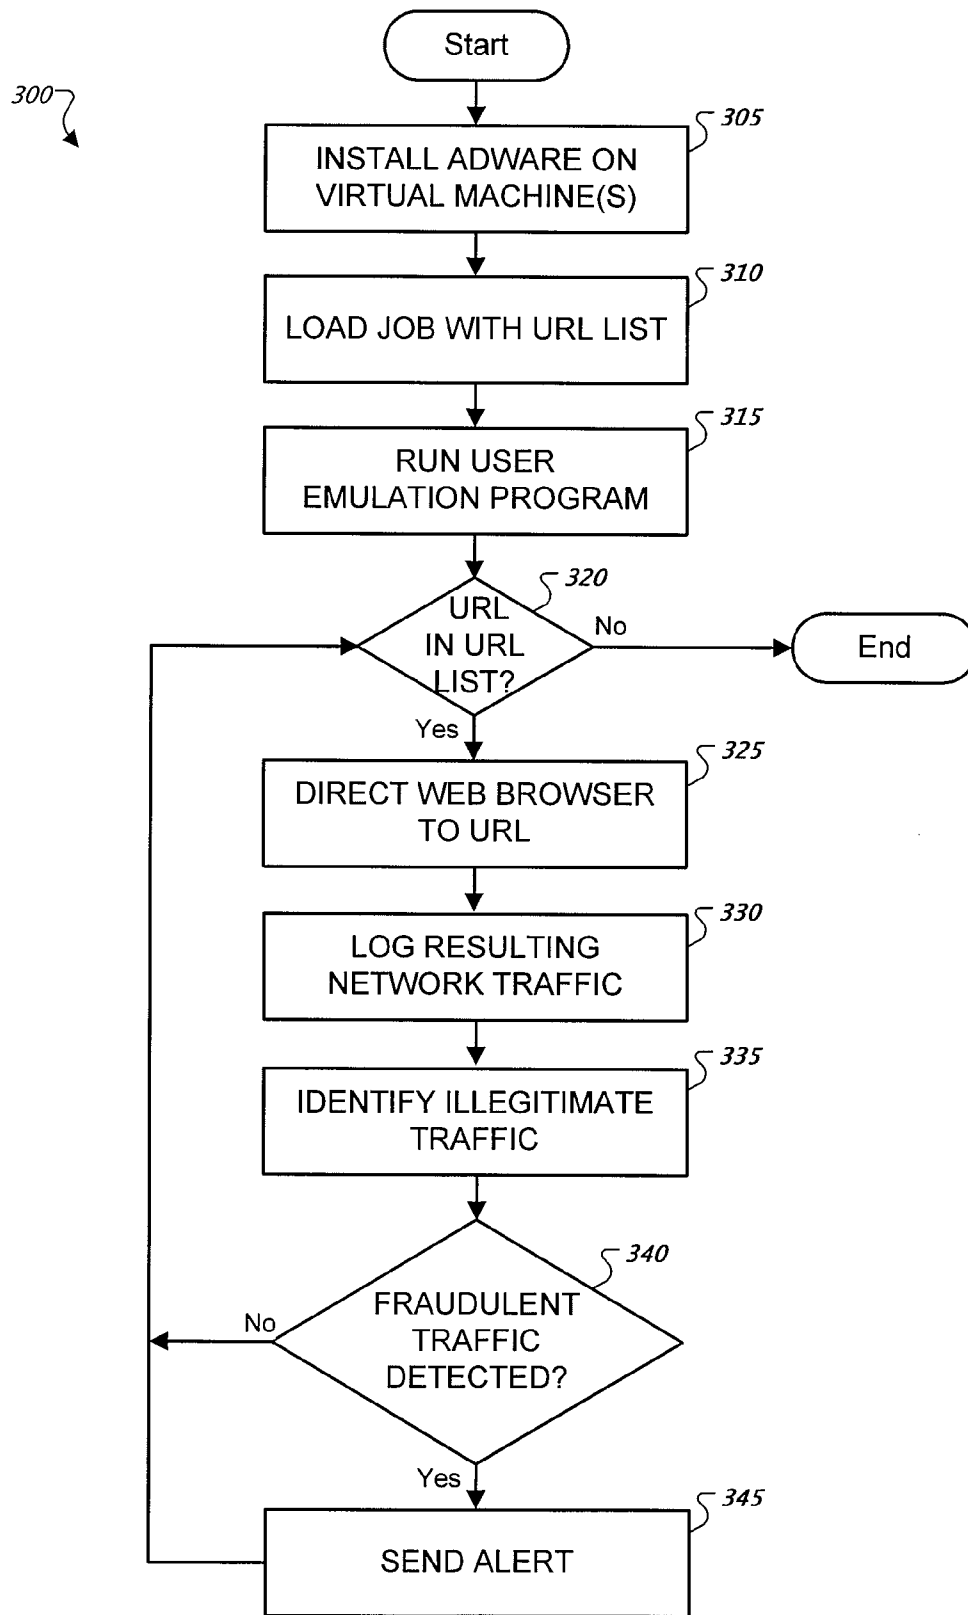 Start
300
305
INSTALL ADWARE ON
VIRTUAL MACHINE(S)
310
LOAD JOB WITH URL LIST
315
RUN USER
EMULATION PROGRAM
320
URL
IN URL
LIST?
No
End
Yes
325
DIRECT WEB BROWSER
TO URL
330
LOG RESULTING
NETWORK TRAFFIC
335
IDENTIFY ILLEGITIMATE
TRAFFIC
340
FRAUDULENT
TRAFFIC
DETECTED?
No
Yes
345
SEND ALERT